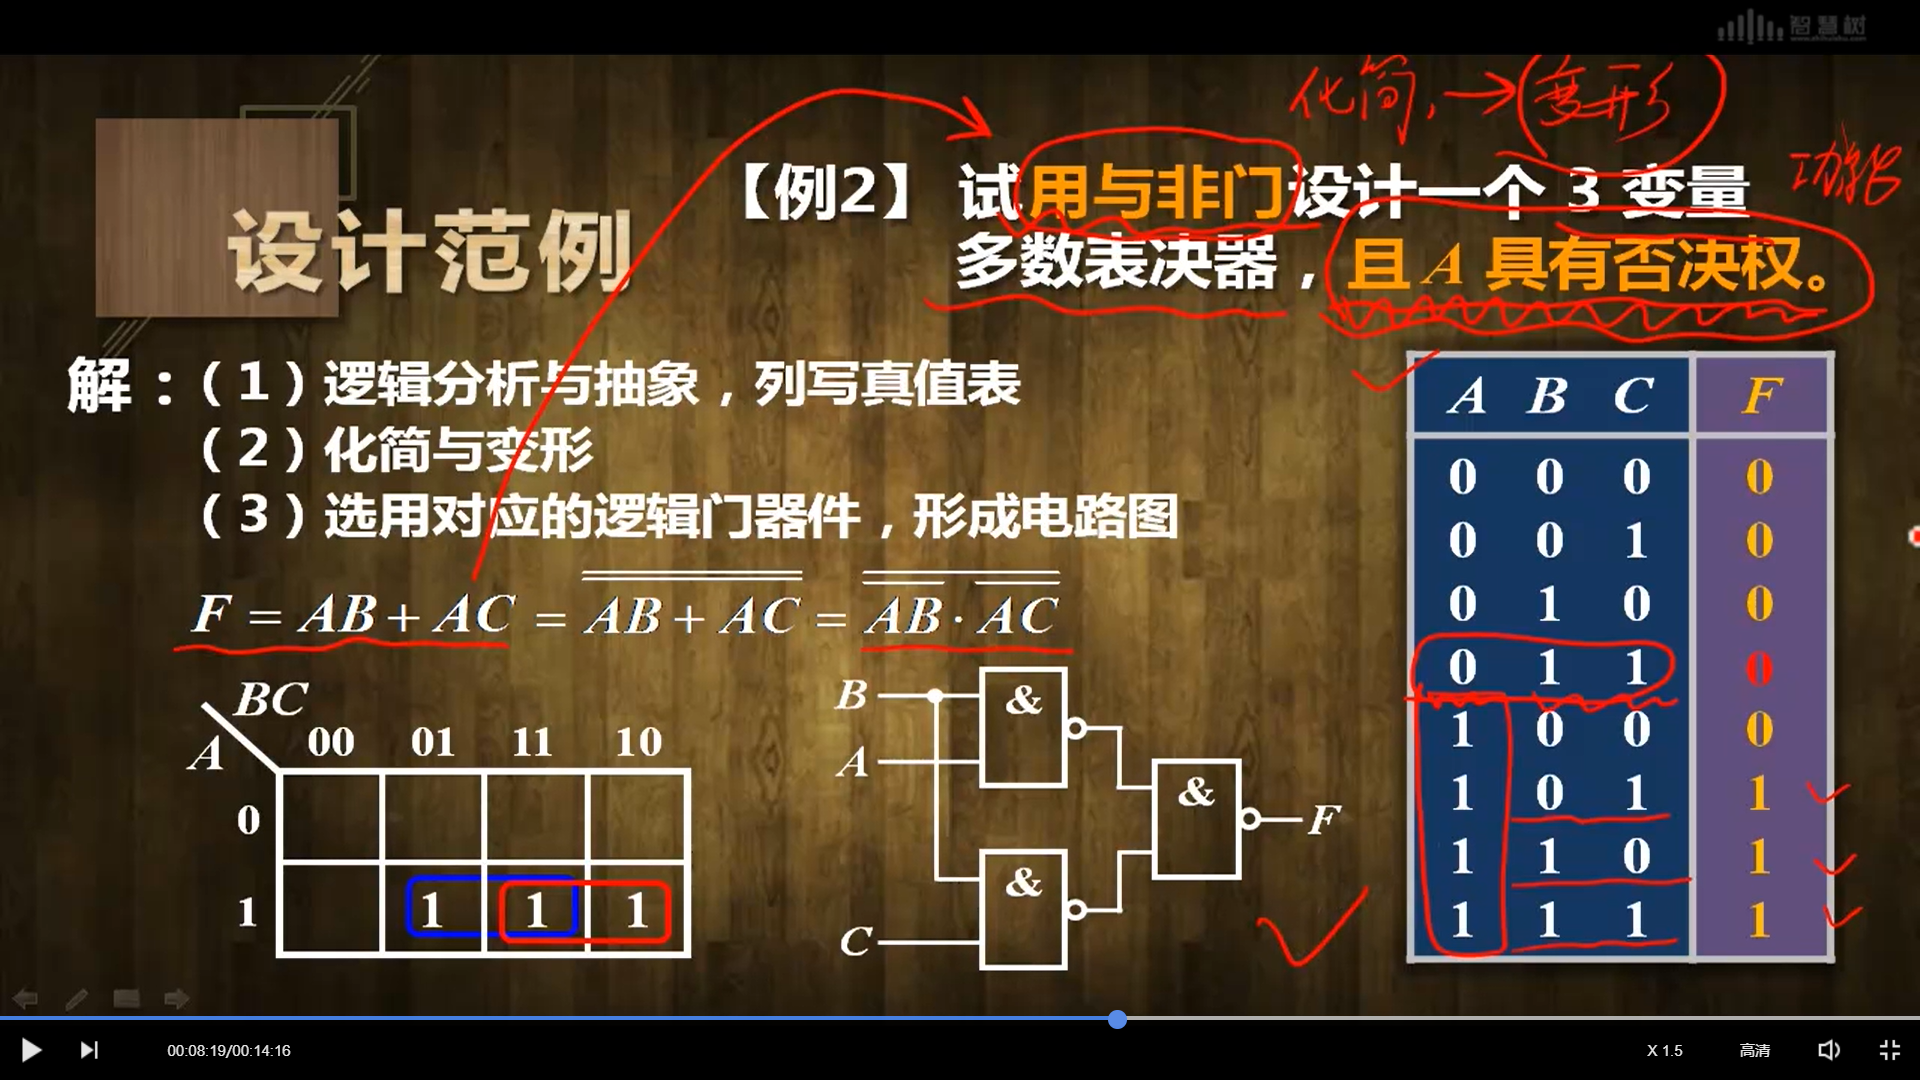 智慧树
www.zhihuishu.com
化简，→变形
功能
设计范例
【例2】 试用与非门设计一个 3 变量
多数表决器，且 A 具有否决权。
解：（1）逻辑分析与抽象，列写真值表
（2）化简与变形
（3）选用对应的逻辑门器件，形成电路图
F = AB + AC = \overline{\overline{AB + AC}} = \overline{\overline{AB} · \overline{AC}}
BC
A
00 01 11 10
0
1 1 1 1
B
A
C
&
&
&
F
A B C F
0 0 0 0
0 0 1 0
0 1 0 0
0 1 1 0
1 0 0 0
1 0 1 1
1 1 0 1
1 1 1 1
00:08:19/00:14:16
X 1.5
高清